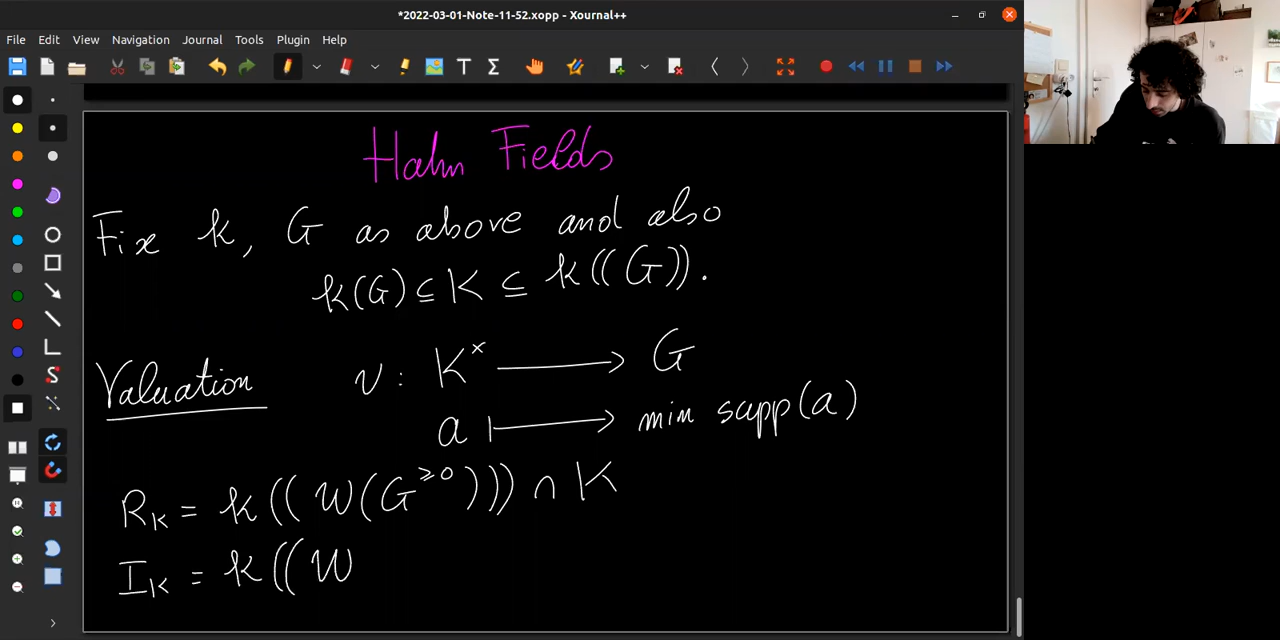 *2022-03-01-Note-11-52.xopp - Xournal++
File Edit View Navigation Journal Tools Plugin Help
Hahn Fields
Fix k, G as above and also
k(G) ⊆ K ⊆ k((G)).
Valuation v : K^× ⟶ G
a ⟼ min supp(a)
R_K = k((W(G^{≥0}))) ∩ K
I_K = k((W